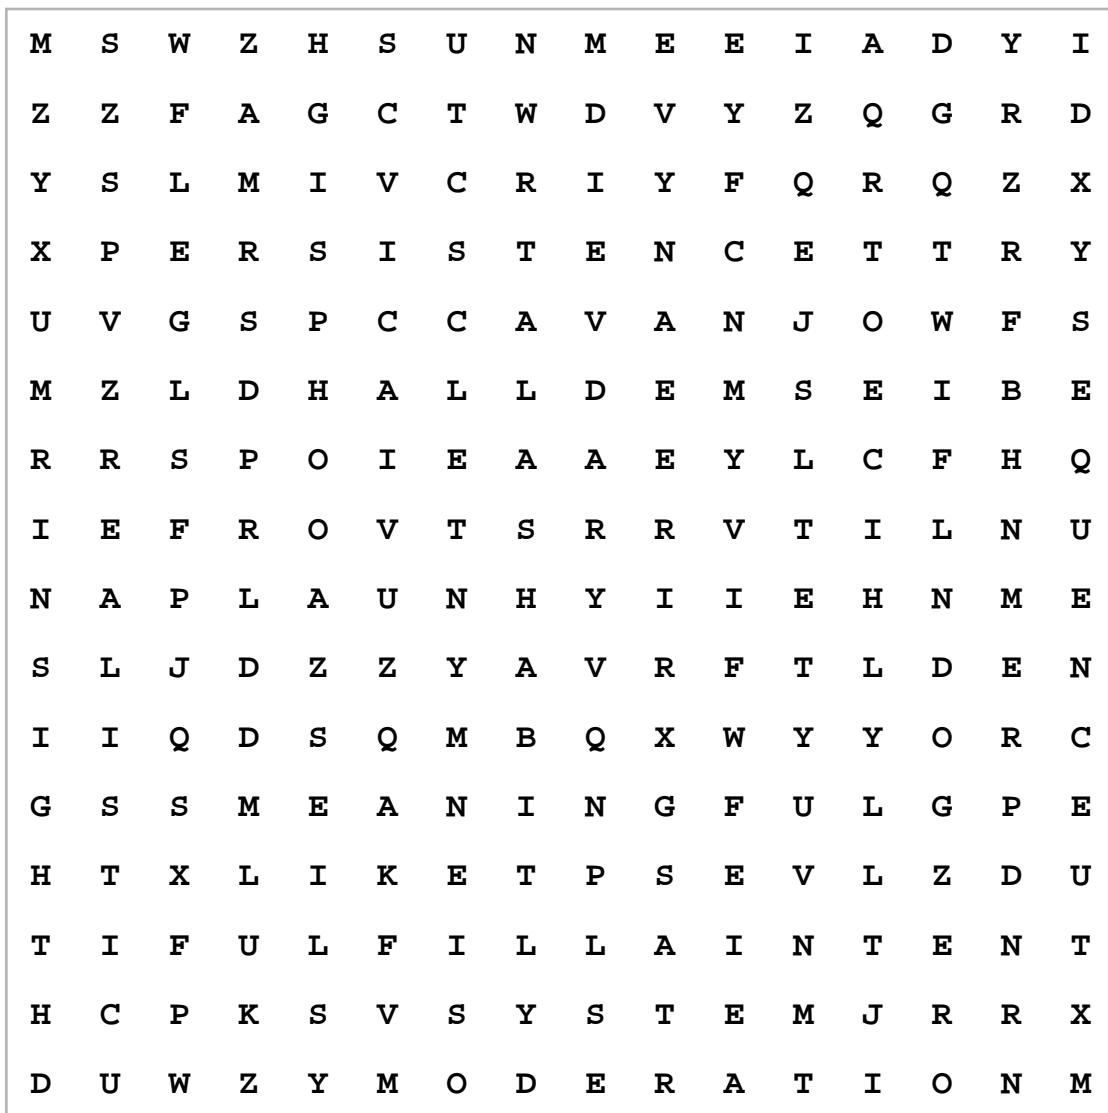 M S W Z H S U N M E E I A D Y I
Z Z F A G C T W D V Y Z Q G R D
Y S L M I V C R I Y F Q R Q Z X
X P E R S I S T E N C E T T R Y
U V G S P C C A V A N J O W F S
M Z L D H A L L D E M S E I B E
R R S P O I E A A E Y L C F H Q
I E F R O V T S R R V T I L N U
N A P L A U N H Y I I E H N M E
S L J D Z Z Y A V R F T L D E N
I I Q D S Q M B Q X W Y Y O R C
G S S M E A N I N G F U L G P E
H T X L I K E T P S E V L Z D U
T I F U L F I L L A I N T E N T
H C P K S V S Y S T E M J R R X
D U W Z Y M O D E R A T I O N M